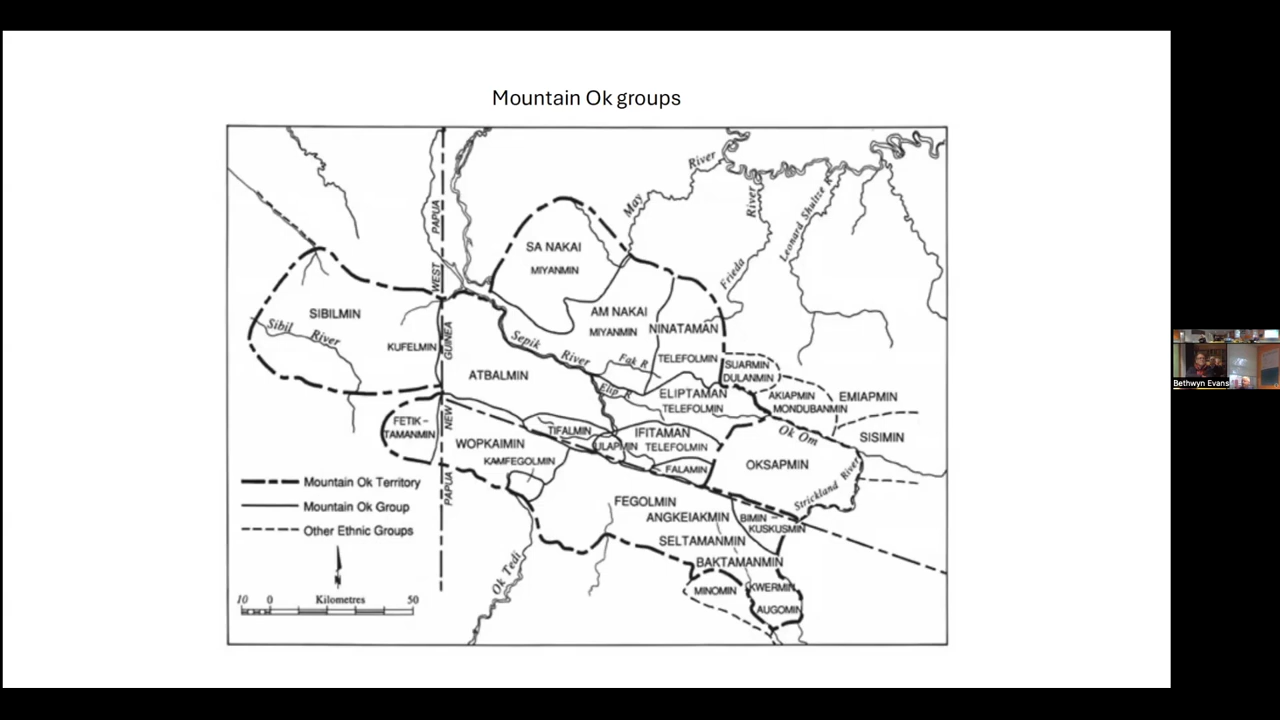 Mountain Ok groups
River
May
River
Leonard Shultze R
Frieda
WEST PAPUA
SA NAKAI
MIYANMIN
SIBILMIN
Sibil River
KUFELMIN
PAPUA NEW GUINEA
AM NAKAI
MIYANMIN
NINATAMAN
TELEFOLMIN
Sepik River
Fak R
Elip R
ATBALMIN
SUARMIN
DULANMIN
ELIPTAMAN
TELEFOLMIN
AKIAPMIN
MONDUBANMIN
EMIAPMIN
SISIMIN
Ok Om
FETIK-
TAMANMIN
WOPKAIMIN
KAMFEGOLMIN
TIFALMIN
ULAPMIN
IFITAMAN
TELEFOLMIN
FALAMIN
OKSAPMIN
Strickland River
FEGOLMIN
ANGKEIAKMIN
BIMIN-
KUSKUSMIN
SELTAMANMIN
BAKTAMANMIN
MINOMIN
KWERMIN
AUGOMIN
Ok Tedi
Mountain Ok Territory
Mountain Ok Group
Other Ethnic Groups
N
10 0 Kilometres 50
Bethwyn Evans